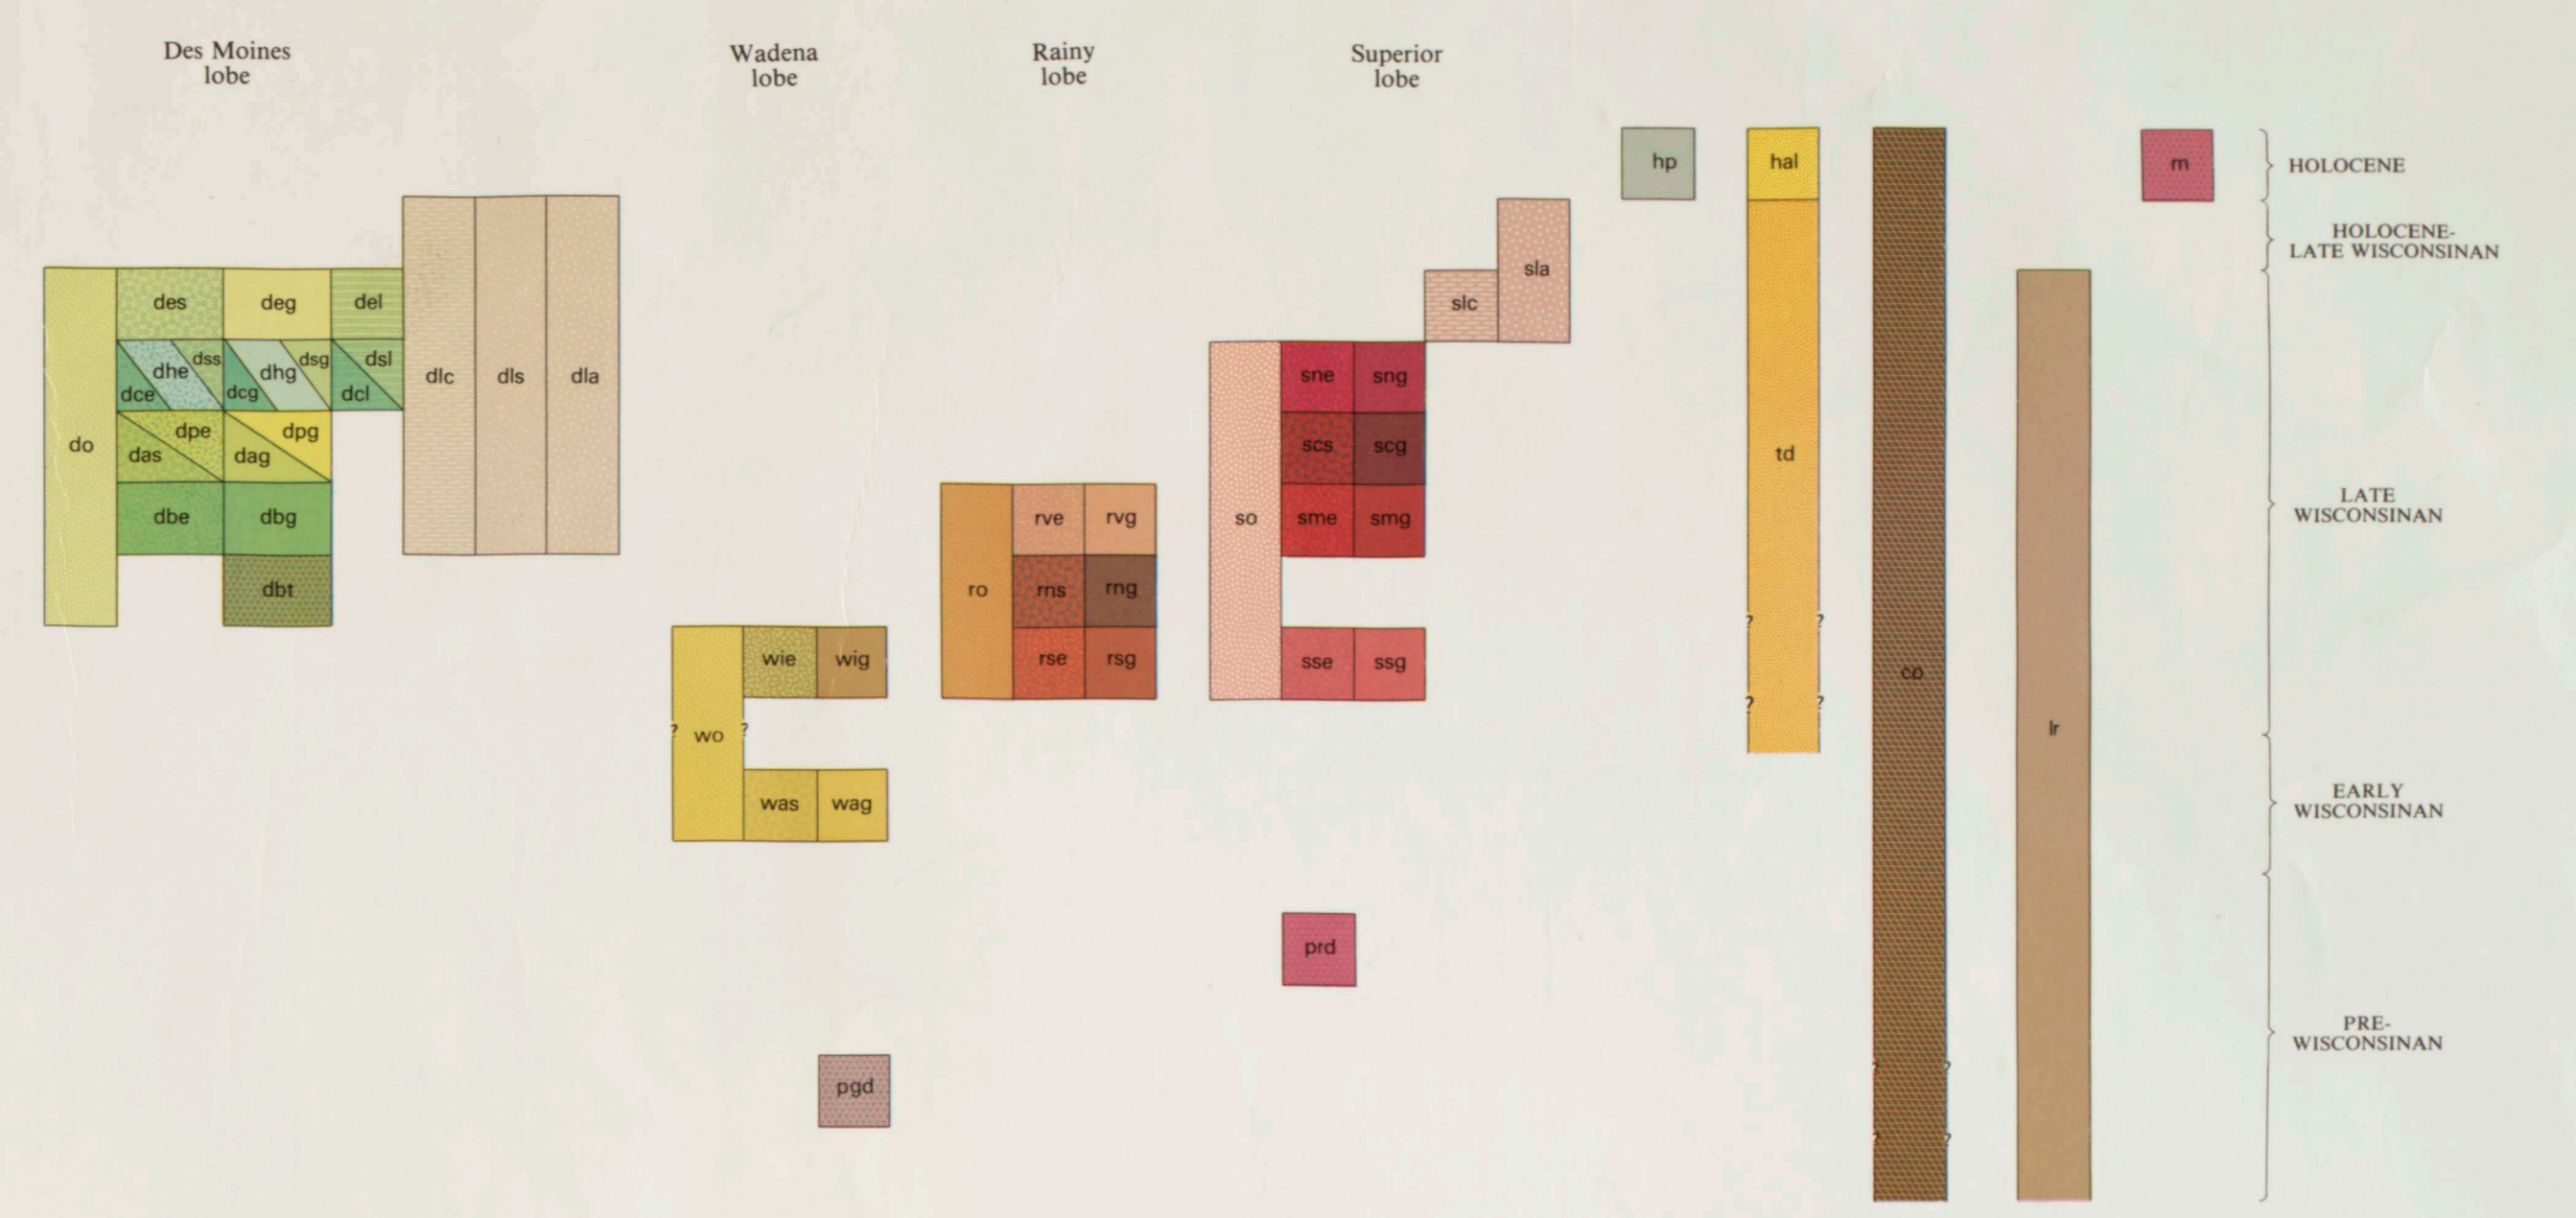 Des Moines
lobe
Wadena
lobe
Rainy
lobe
Superior
lobe
hp
hal
m
HOLOCENE
HOLOCENE-
LATE WISCONSINAN
des
deg
del
dce
dhe
dss
dcg
dhg
dsg
dcl
dsl
do
das
dpe
dag
dpg
dbe
dbg
dbt
dlc
dls
dla
wie
wig
? wo ?
was
wag
pgd
ro
rve
rvg
rns
rng
rse
rsg
slc
sla
so
sne
sng
scs
scg
sme
smg
sse
ssg
prd
td
? ?
? ?
co
? ?
? ?
lr
LATE
WISCONSINAN
EARLY
WISCONSINAN
PRE-
WISCONSINAN